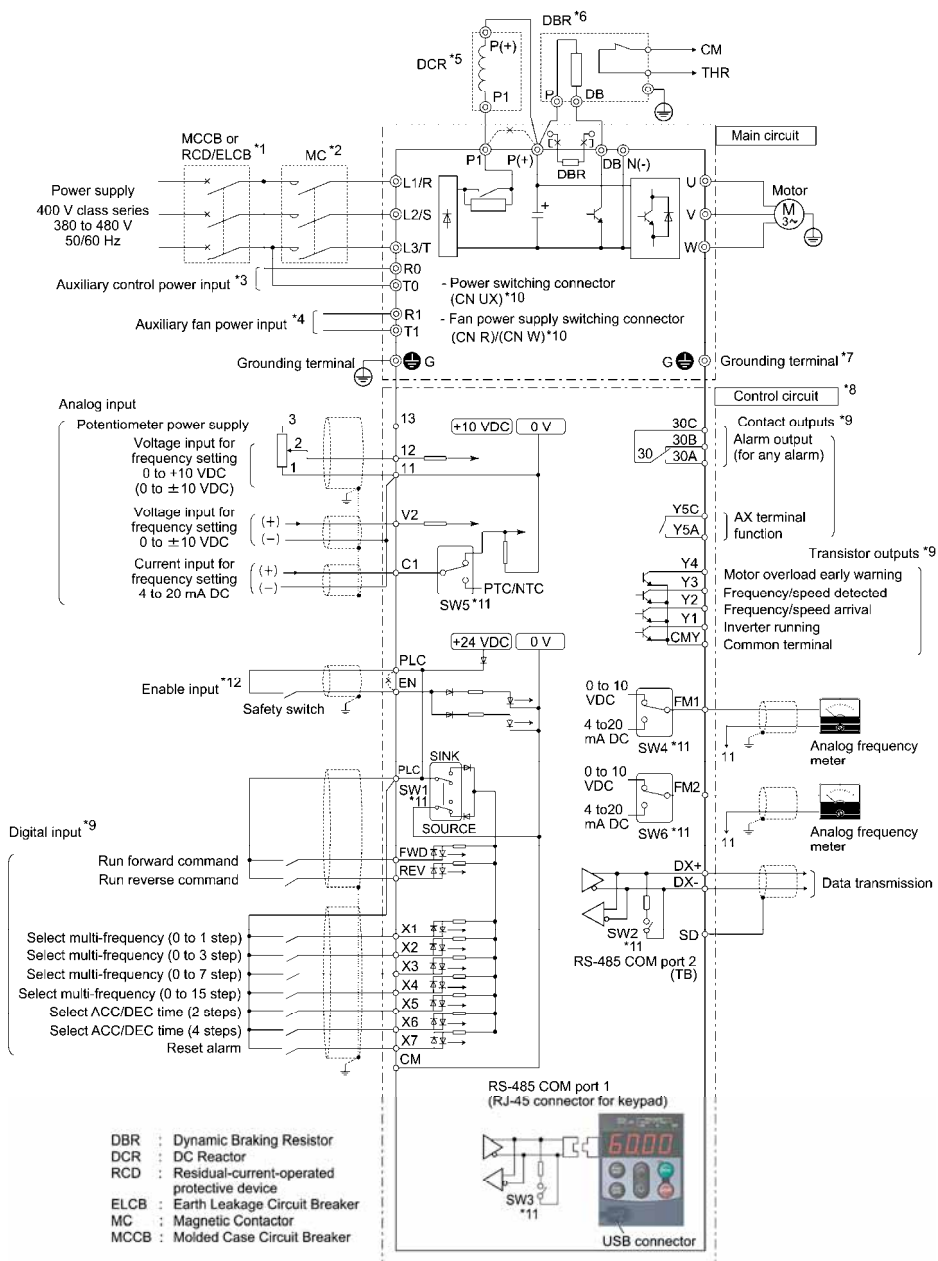 DBR *6
DCR *5
P(+)
P1
P
DB
CM
THR
Main circuit
MCCB or
RCD/ELCB *1
MC *2
P1
P(+)
DBR
DB
N(-)
Power supply
400 V class series
380 to 480 V
50/60 Hz
L1/R
L2/S
L3/T
+
U
V
W
Motor
M
3~
R0
T0
Auxiliary control power input *3
- Power switching connector
(CN UX) *10
R1
T1
Auxiliary fan power input *4
- Fan power supply switching connector
(CN R)/(CN W) *10
Grounding terminal
G
G
Grounding terminal *7
Control circuit
*8
Analog input
Potentiometer power supply
Voltage input for
frequency setting
0 to +10 VDC
(0 to ±10 VDC)
3
2
1
13
12
11
+10 VDC
0 V
Voltage input for
frequency setting
0 to ±10 VDC
(+)
(−)
V2
Current input for
frequency setting
4 to 20 mA DC
(+)
(−)
C1
PTC/NTC
SW5 *11
30C
30B
30
30A
Contact outputs *9
Alarm output
(for any alarm)
Y5C
Y5A
AX terminal
function
Transistor outputs *9
Y4
Motor overload early warning
Y3
Frequency/speed detected
Y2
Frequency/speed arrival
Y1
Inverter running
CMY
Common terminal
+24 VDC
0 V
PLC
EN
Enable input *12
Safety switch
0 to 10
VDC
4 to20
mA DC
FM1
SW4 *11
11
Analog frequency
meter
PLC
SINK
SW1
*11
SOURCE
0 to 10
VDC
4 to20
mA DC
FM2
SW6 *11
11
Analog frequency
meter
Digital input *9
Run forward command
FWD
Run reverse command
REV
DX+
DX-
Data transmission
SW2
*11
SD
RS-485 COM port 2
(TB)
Select multi-frequency (0 to 1 step)
X1
Select multi-frequency (0 to 3 step)
X2
Select multi-frequency (0 to 7 step)
X3
Select multi-frequency (0 to 15 step)
X4
Select ACC/DEC time (2 steps)
X5
Select ACC/DEC time (4 steps)
X6
Reset alarm
X7
CM
RS-485 COM port 1
(RJ-45 connector for keypad)
SW3
*11
60.00
USB connector
DBR : Dynamic Braking Resistor
DCR : DC Reactor
RCD : Residual-current-operated
protective device
ELCB : Earth Leakage Circuit Breaker
MC : Magnetic Contactor
MCCB : Molded Case Circuit Breaker